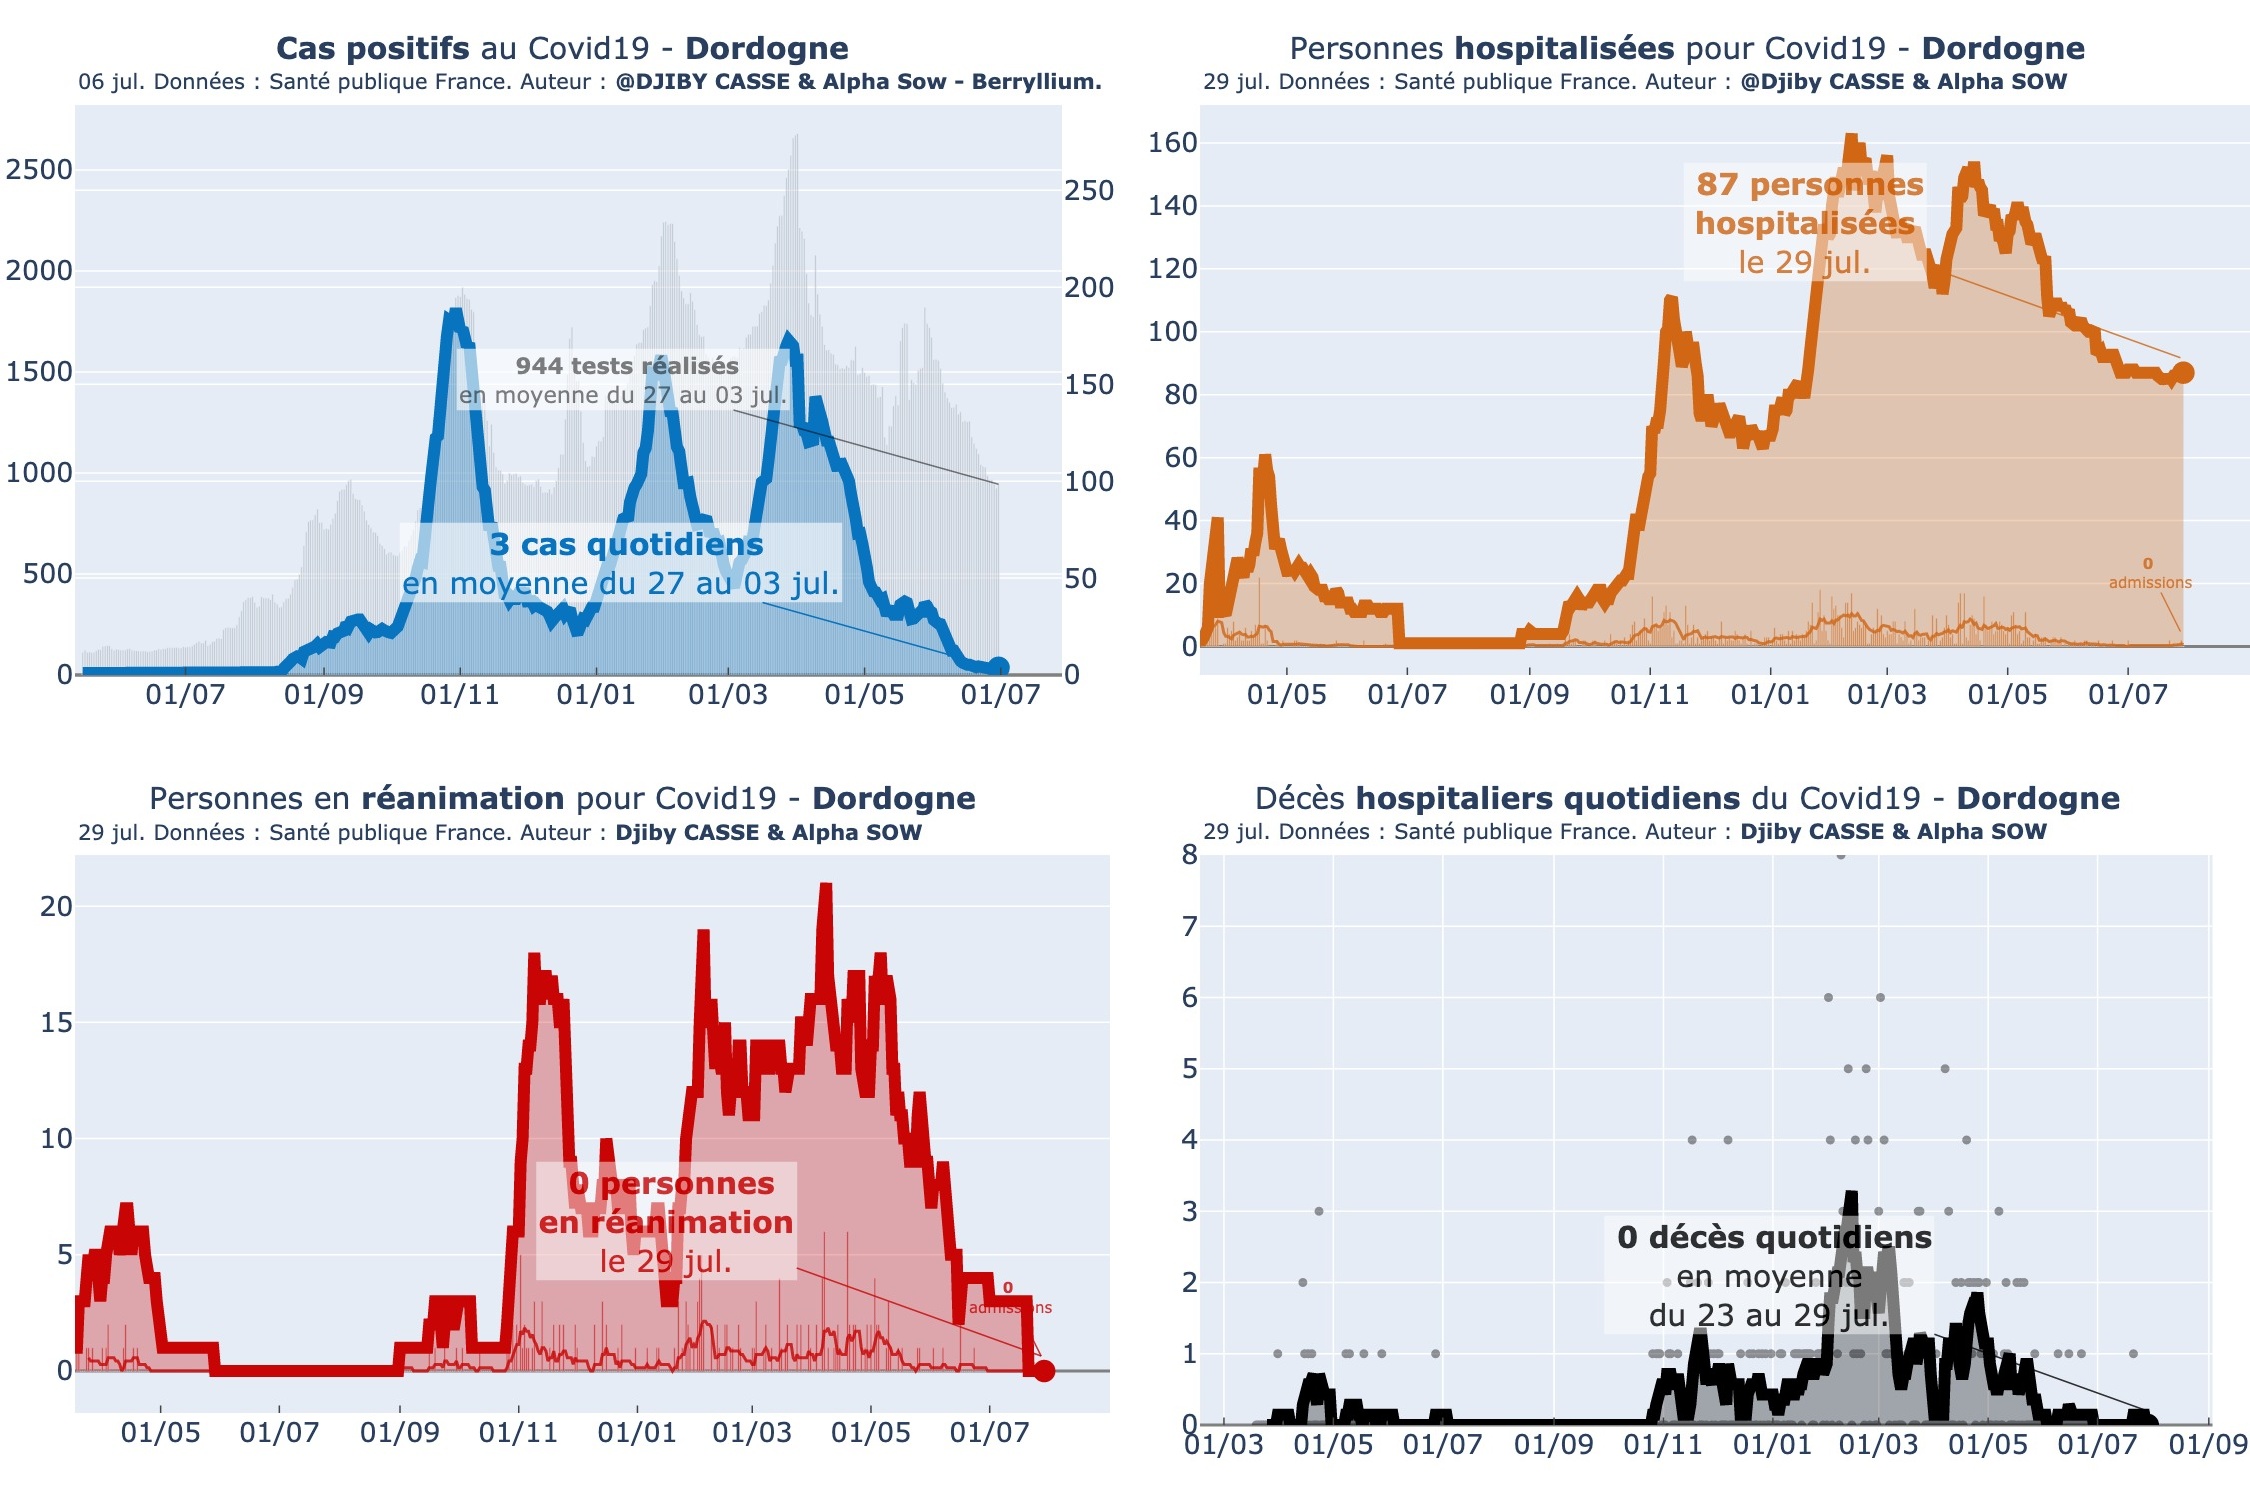 Cas positifs au Covid19 - Dordogne
06 jul. Données : Santé publique France. Auteur : @DJIBY CASSE & Alpha Sow - Berryllium.
2500
2000
1500
1000
500
0
250
200
150
100
50
0
944 tests réalisés
en moyenne du 27 au 03 jul.
3 cas quotidiens
en moyenne du 27 au 03 jul.
01/07 01/09 01/11 01/01 01/03 01/05 01/07
Personnes hospitalisées pour Covid19 - Dordogne
29 jul. Données : Santé publique France. Auteur : @Djiby CASSE & Alpha SOW
160
140
120
100
80
60
40
20
0
87 personnes
hospitalisées
le 29 jul.
0
admissions
01/05 01/07 01/09 01/11 01/01 01/03 01/05 01/07
Personnes en réanimation pour Covid19 - Dordogne
29 jul. Données : Santé publique France. Auteur : Djiby CASSE & Alpha SOW
20
15
10
5
0
0 personnes
en réanimation
le 29 jul.
0
admissions
01/05 01/07 01/09 01/11 01/01 01/03 01/05 01/07
Décès hospitaliers quotidiens du Covid19 - Dordogne
29 jul. Données : Santé publique France. Auteur : Djiby CASSE & Alpha SOW
8
7
6
5
4
3
2
1
0
0 décès quotidiens
en moyenne
du 23 au 29 jul.
01/03 01/05 01/07 01/09 01/11 01/01 01/03 01/05 01/07 01/09